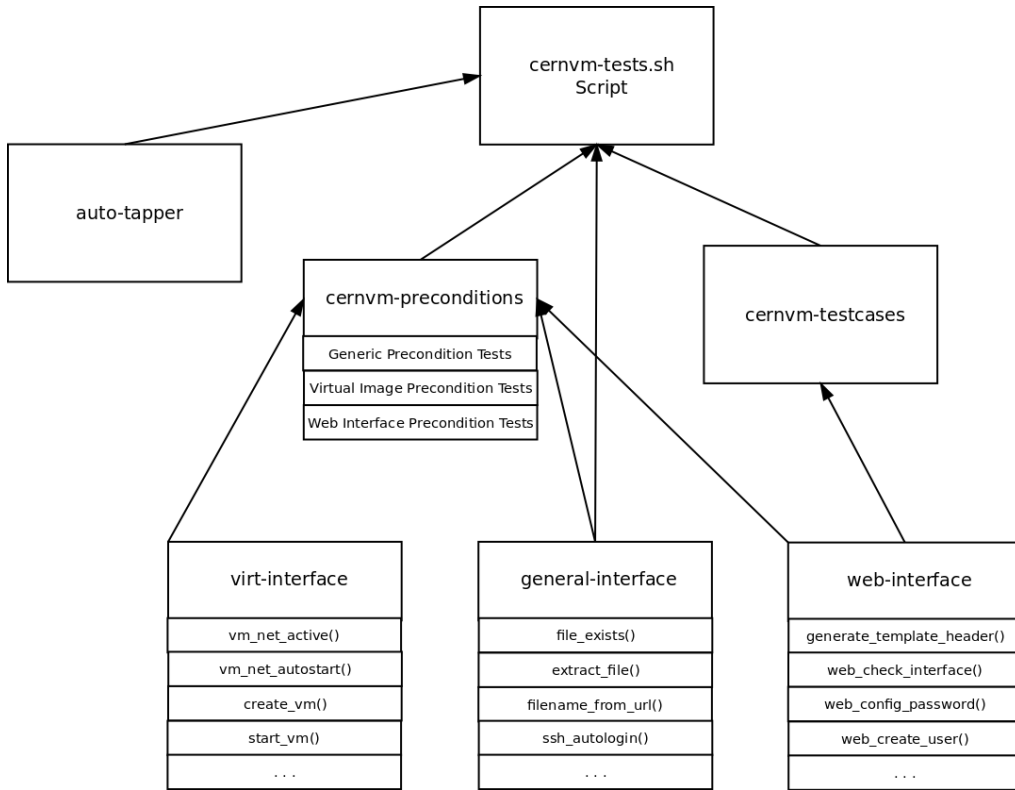 cernvm-tests.sh
Script
auto-tapper
cernvm-preconditions
Generic Precondition Tests
Virtual Image Precondition Tests
Web Interface Precondition Tests
cernvm-testcases
virt-interface
vm_net_active()
vm_net_autostart()
create_vm()
start_vm()
. . .
general-interface
file_exists()
extract_file()
filename_from_url()
ssh_autologin()
. . .
web-interface
generate_template_header()
web_check_interface()
web_config_password()
web_create_user()
. . .